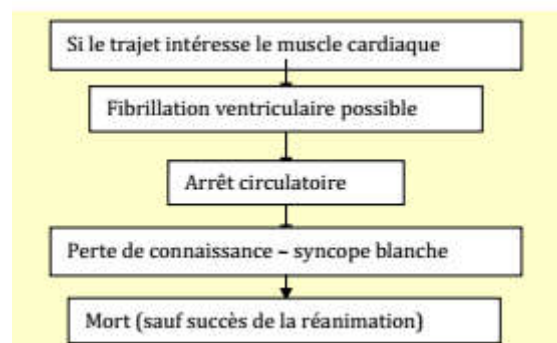 Si le trajet intéresse le muscle cardiaque
Fibrillation ventriculaire possible
Arrêt circulatoire
Perte de connaissance – syncope blanche
Mort (sauf succès de la réanimation)